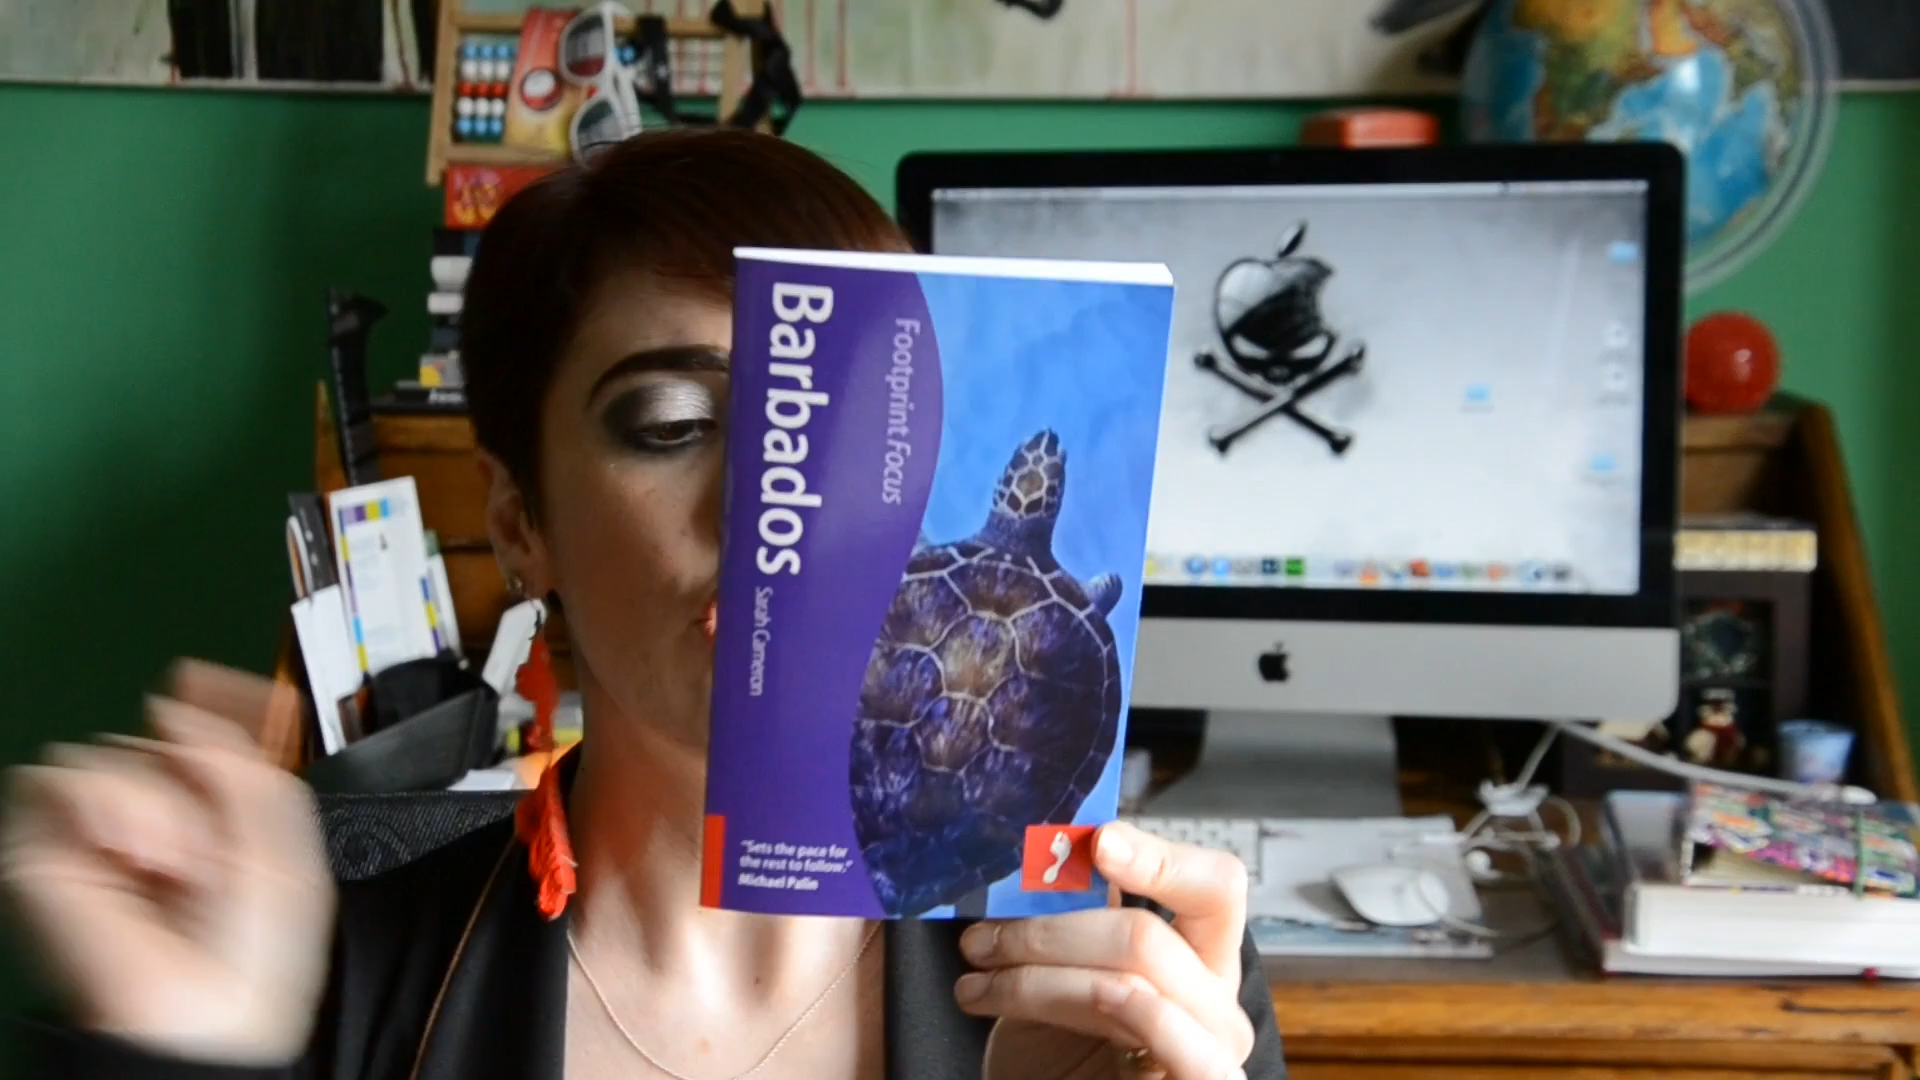 Footprint Focus
Barbados
Sarah Cameron
"Sets the pace for
the rest to follow."
Michael Palin